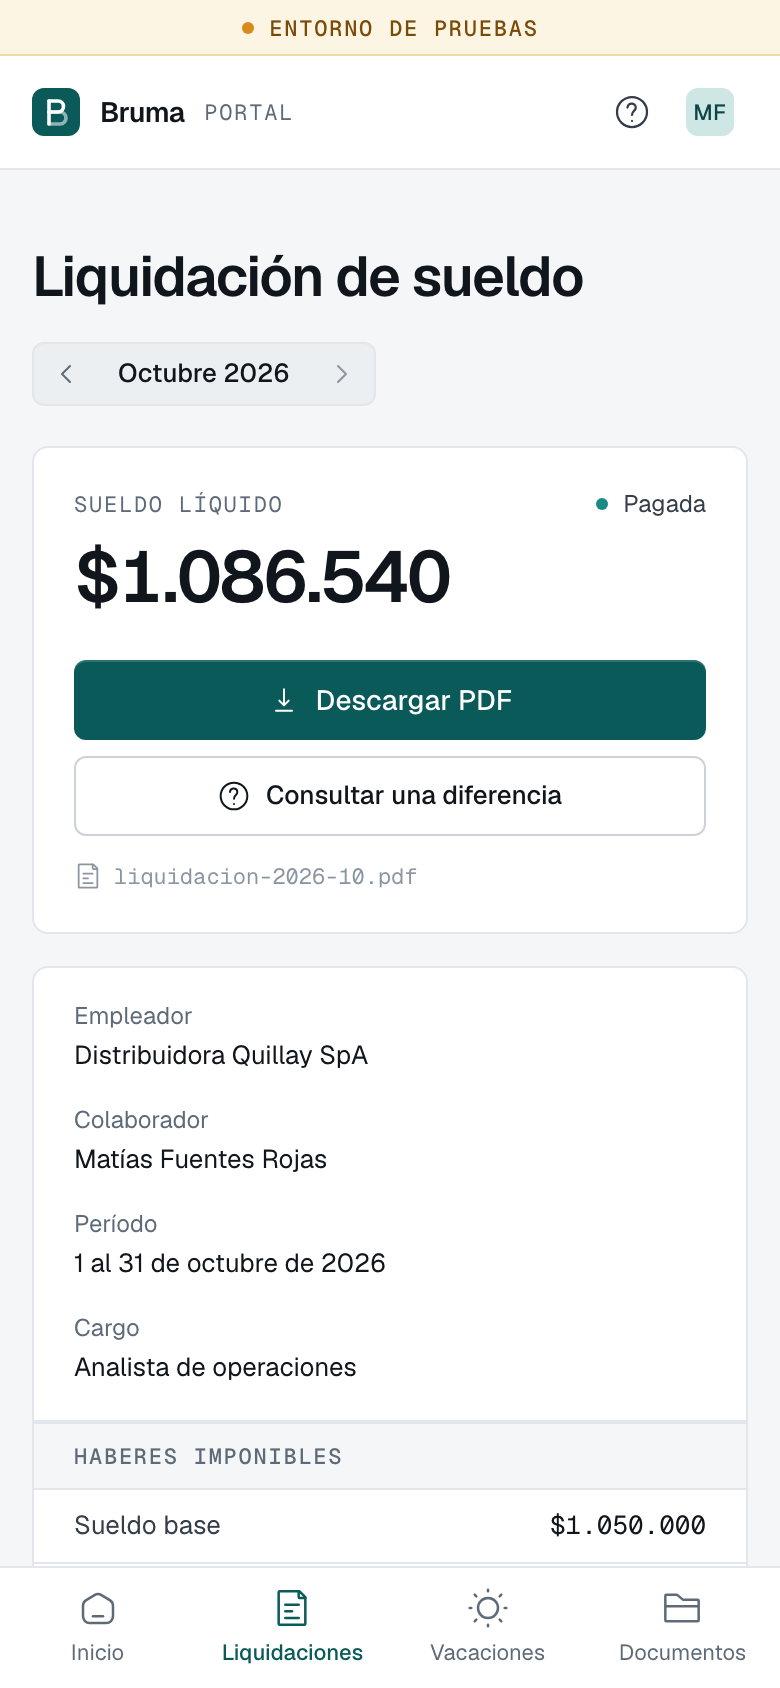 ENTORNO DE PRUEBAS
B Bruma PORTAL MF
Liquidación de sueldo
Octubre 2026
SUELDO LÍQUIDO Pagada
$1.086.540
Descargar PDF
Consultar una diferencia
liquidacion-2026-10.pdf
Empleador
Distribuidora Quillay SpA
Colaborador
Matías Fuentes Rojas
Período
1 al 31 de octubre de 2026
Cargo
Analista de operaciones
HABERES IMPONIBLES
Sueldo base $1.050.000
Inicio Liquidaciones Vacaciones Documentos